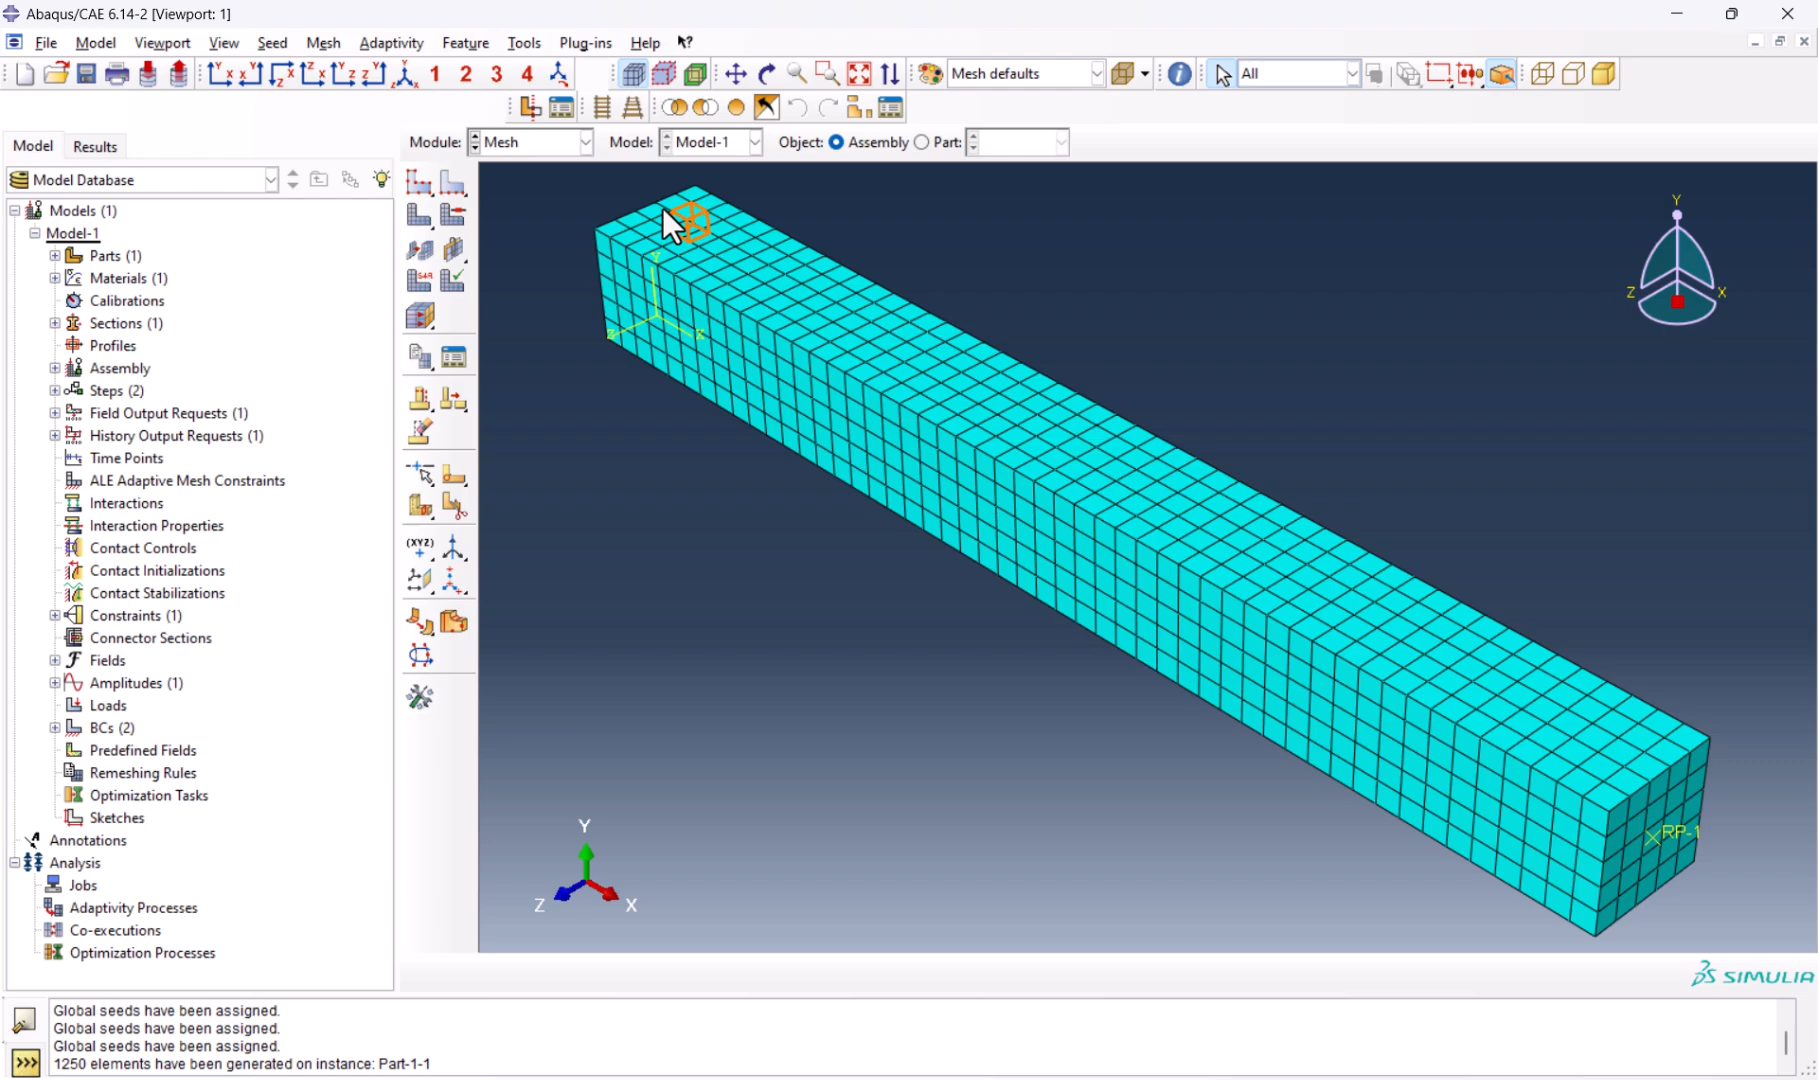 Abaqus/CAE 6.14-2 [Viewport: 1]
File Model Viewport View Seed Mesh Adaptivity Feature Tools Plug-ins Help
1 2 3 4 Mesh defaults All
Model Results
Module: Mesh Model: Model-1 Object: Assembly Part:
Model Database
Models (1)
Model-1
Parts (1)
Materials (1)
Calibrations
Sections (1)
Profiles
Assembly
Steps (2)
Field Output Requests (1)
History Output Requests (1)
Time Points
ALE Adaptive Mesh Constraints
Interactions
Interaction Properties
Contact Controls
Contact Initializations
Contact Stabilizations
Constraints (1)
Connector Sections
Fields
Amplitudes (1)
Loads
BCs (2)
Predefined Fields
Remeshing Rules
Optimization Tasks
Sketches
Annotations
Analysis
Jobs
Adaptivity Processes
Co-executions
Optimization Processes
S4R
(XYZ)
Y
Z X
Y
RP-1
Y
Z X
SIMULIA
Global seeds have been assigned.
Global seeds have been assigned.
Global seeds have been assigned.
1250 elements have been generated on instance: Part-1-1